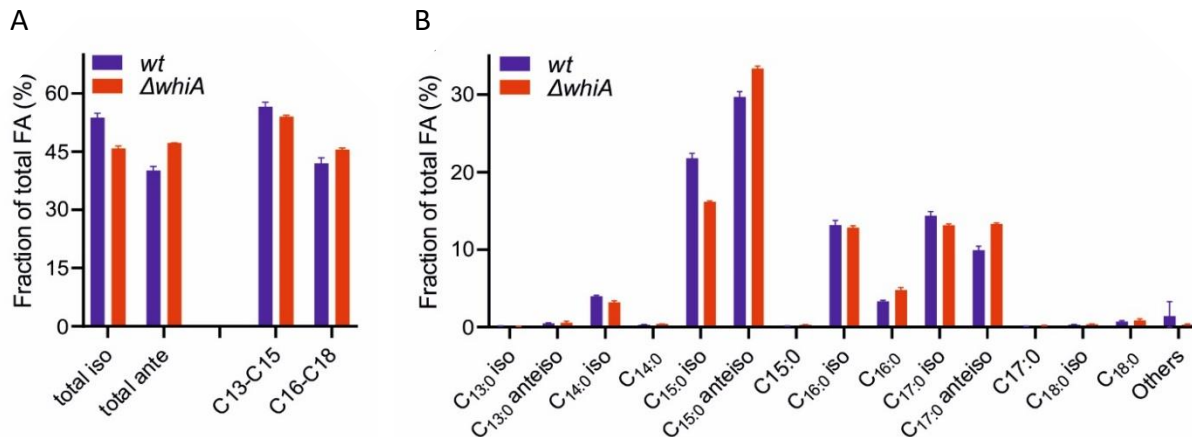 A
B
Fraction of total FA (%)
60
45
30
15
0
wt
ΔwhiA
total iso
total ante
C13-C15
C16-C18
Fraction of total FA (%)
30
20
10
0
wt
ΔwhiA
C13:0 iso
C13:0 anteiso
C14:0 iso
C14:0
C15:0 iso
C15:0 anteiso
C15:0
C16:0 iso
C16:0
C17:0 iso
C17:0 anteiso
C17:0
C18:0 iso
C18:0
Others